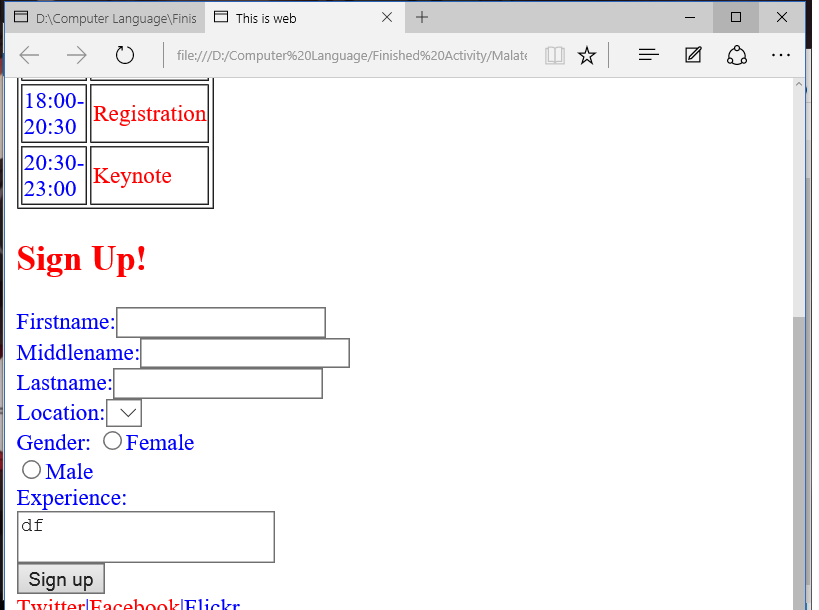 D:\Computer Language\Finis
This is web
file:///D:/Computer%20Language/Finished%20Activity/Malate
18:00-
20:30
Registration
20:30-
23:00
Keynote
Sign Up!
Firstname:
Middlename:
Lastname:
Location:
Gender: Female
Male
Experience:
df
Sign up
Twitter|Facebook|Flickr